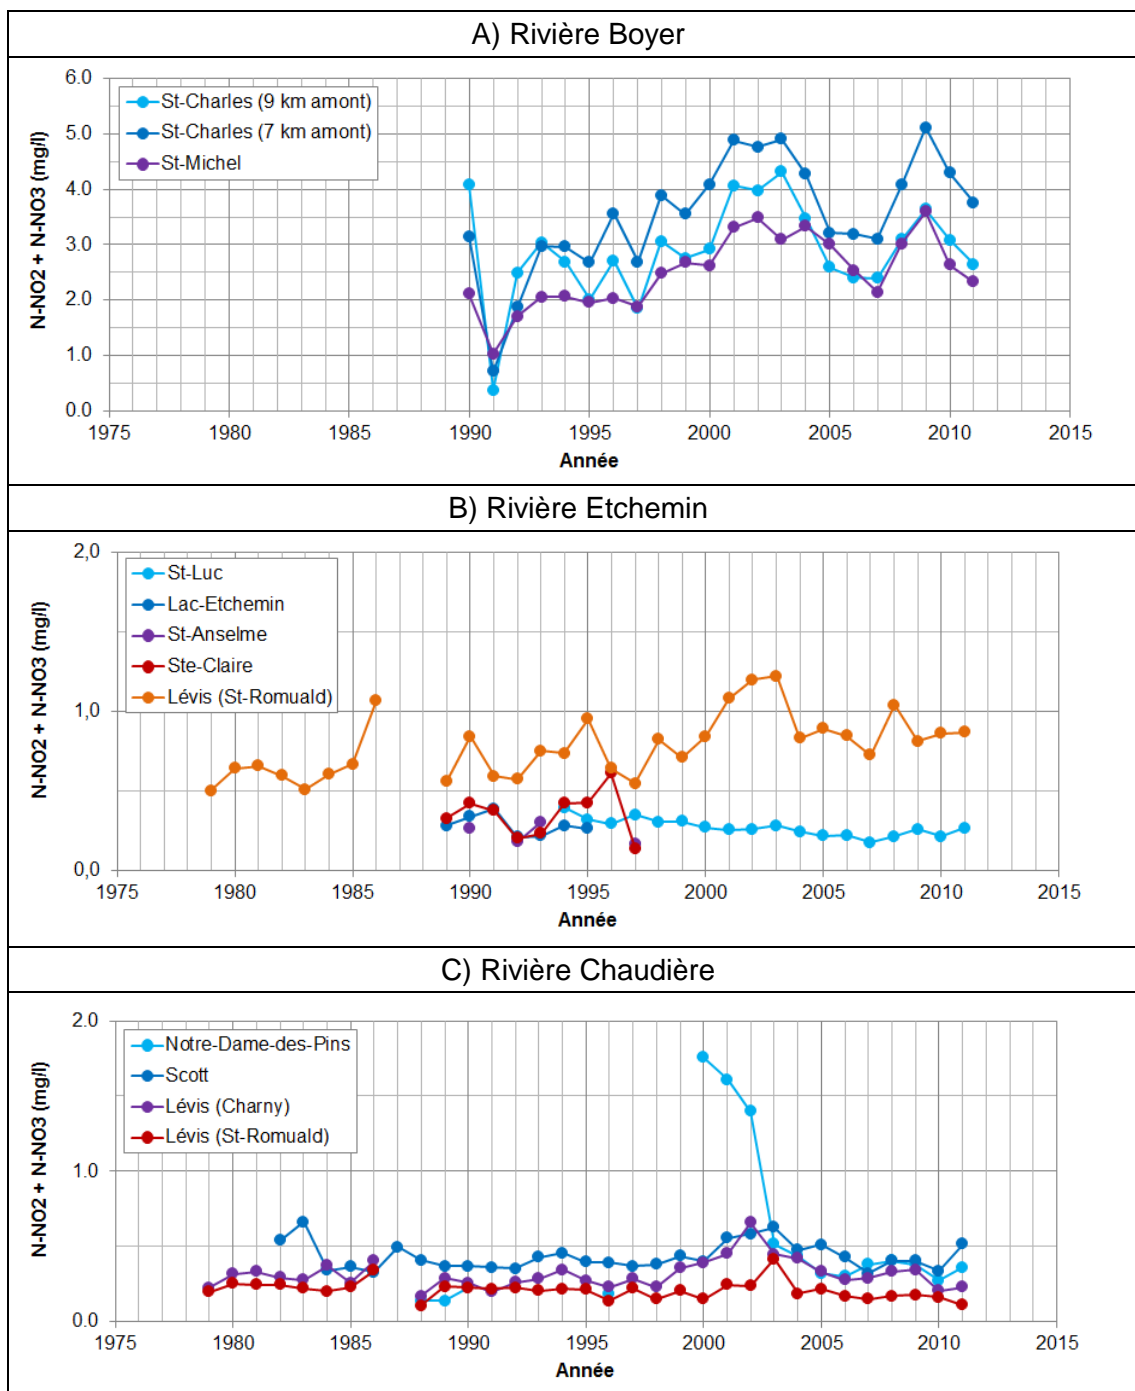 A) Rivière Boyer
6.0
5.0
4.0
3.0
2.0
1.0
0.0
N-NO2 + N-NO3 (mg/l)
St-Charles (9 km amont)
St-Charles (7 km amont)
St-Michel
1975 1980 1985 1990 1995 2000 2005 2010 2015
Année
B) Rivière Etchemin
2,0
1,0
0,0
N-NO2 + N-NO3 (mg/l)
St-Luc
Lac-Etchemin
St-Anselme
Ste-Claire
Lévis (St-Romuald)
1975 1980 1985 1990 1995 2000 2005 2010 2015
Année
C) Rivière Chaudière
2.0
1.0
0.0
N-NO2 + N-NO3 (mg/l)
Notre-Dame-des-Pins
Scott
Lévis (Charny)
Lévis (St-Romuald)
1975 1980 1985 1990 1995 2000 2005 2010 2015
Année